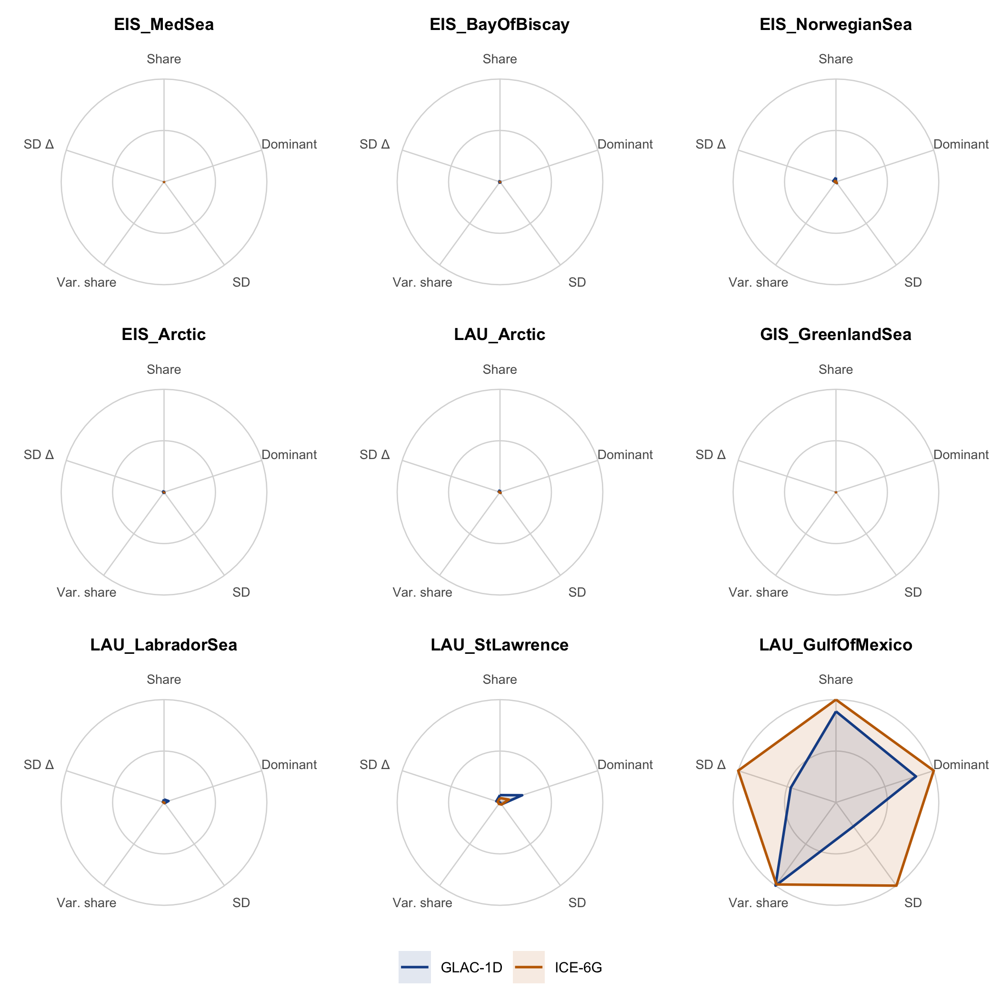 EIS_MedSea
EIS_BayOfBiscay
EIS_NorwegianSea
Share
Share
Share
SD Δ
Dominant
SD Δ
Dominant
SD Δ
Dominant
Var. share
SD
Var. share
SD
Var. share
SD
EIS_Arctic
LAU_Arctic
GIS_GreenlandSea
Share
Share
Share
SD Δ
Dominant
SD Δ
Dominant
SD Δ
Dominant
Var. share
SD
Var. share
SD
Var. share
SD
LAU_LabradorSea
LAU_StLawrence
LAU_GulfOfMexico
Share
Share
Share
SD Δ
Dominant
SD Δ
Dominant
SD Δ
Dominant
Var. share
SD
Var. share
SD
Var. share
SD
GLAC-1D
ICE-6G